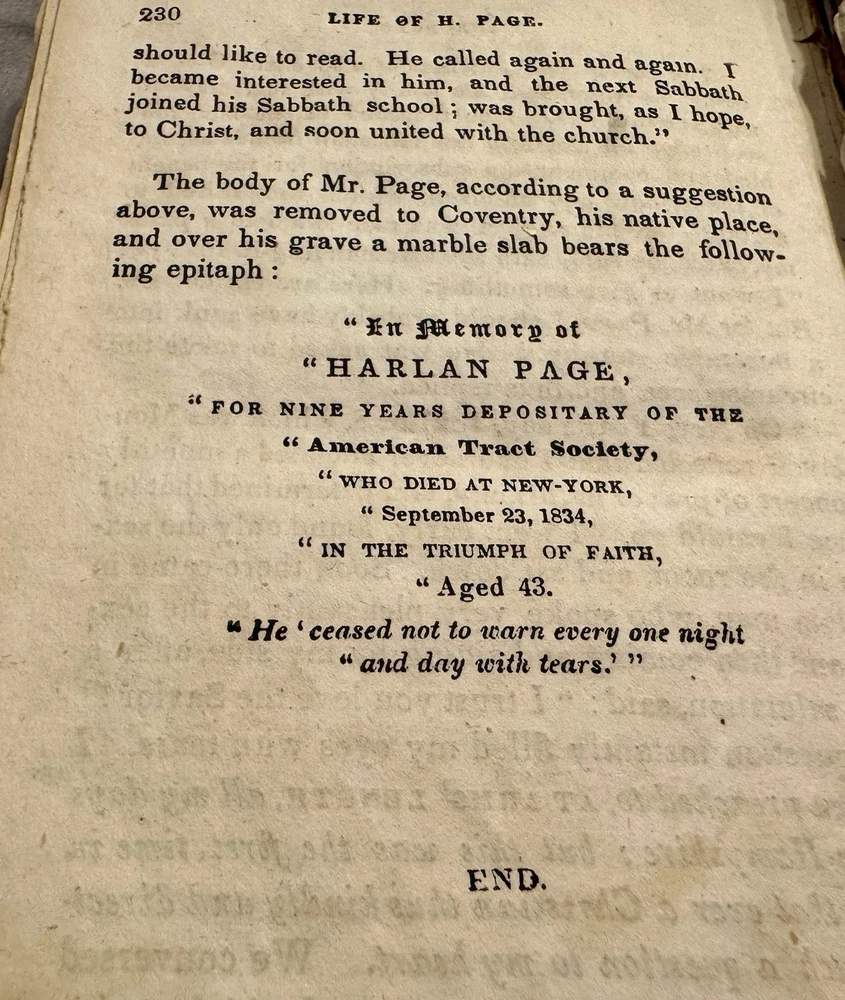 230 LIFE OF H. PAGE.
should like to read. He called again and again. I
became interested in him, and the next Sabbath
joined his Sabbath school; was brought, as I hope,
to Christ, and soon united with the church."
The body of Mr. Page, according to a suggestion
above, was removed to Coventry, his native place,
and over his grave a marble slab bears the follow-
ing epitaph:
"In Memory of
"HARLAN PAGE,
"FOR NINE YEARS DEPOSITARY OF THE
"American Tract Society,
"WHO DIED AT NEW-YORK,
"September 23, 1834,
"IN THE TRIUMPH OF FAITH,
"Aged 43.
"He 'ceased not to warn every one night
"and day with tears.'"
END.